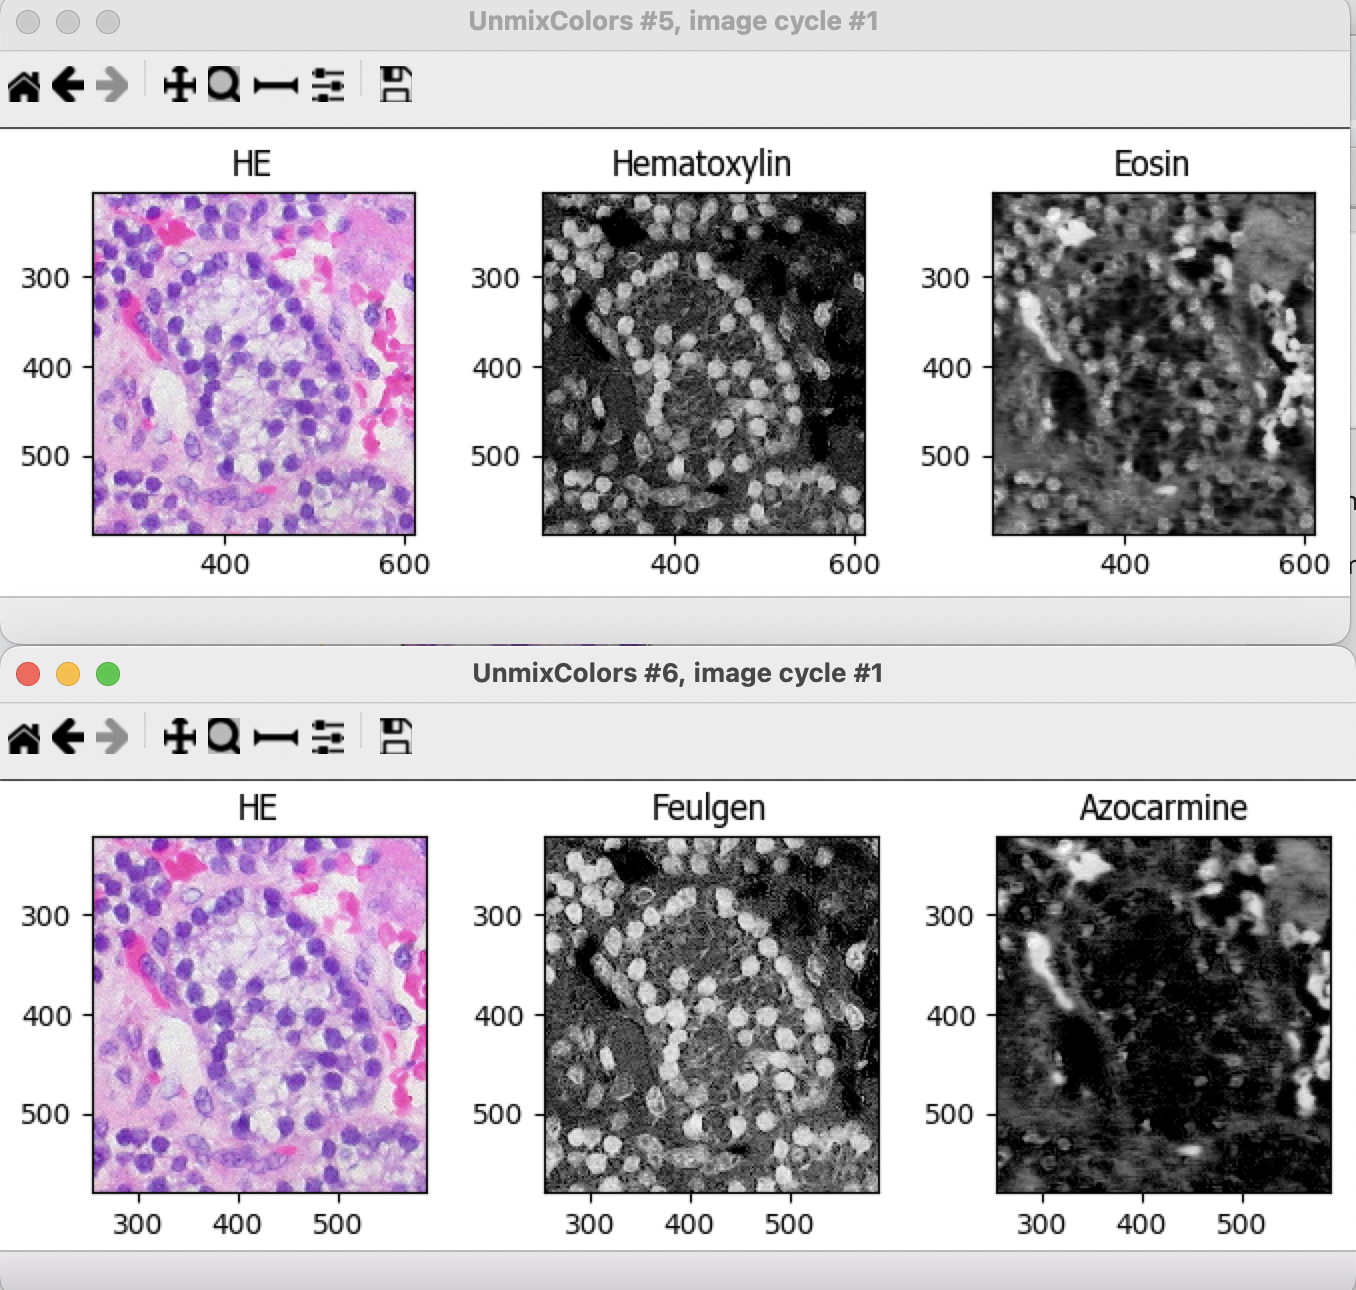 UnmixColors #5, image cycle #1
HE Hematoxylin Eosin
300 300 300
400 400 400
500 500 500
400 600 400 600 400 600
UnmixColors #6, image cycle #1
HE Feulgen Azocarmine
300 300 300
400 400 400
500 500 500
300 400 500 300 400 500 300 400 500